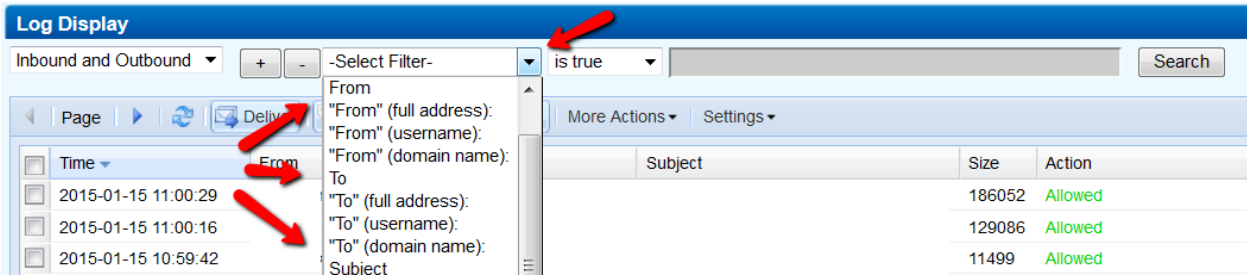 Log Display
Inbound and Outbound + - -Select Filter- is true Search
From
"From" (full address):
"From" (username):
"From" (domain name):
To
"To" (full address):
"To" (username):
"To" (domain name):
Subject
Page More Actions Settings
Time From Subject Size Action
2015-01-15 11:00:29 186052 Allowed
2015-01-15 11:00:16 129086 Allowed
2015-01-15 10:59:42 11499 Allowed